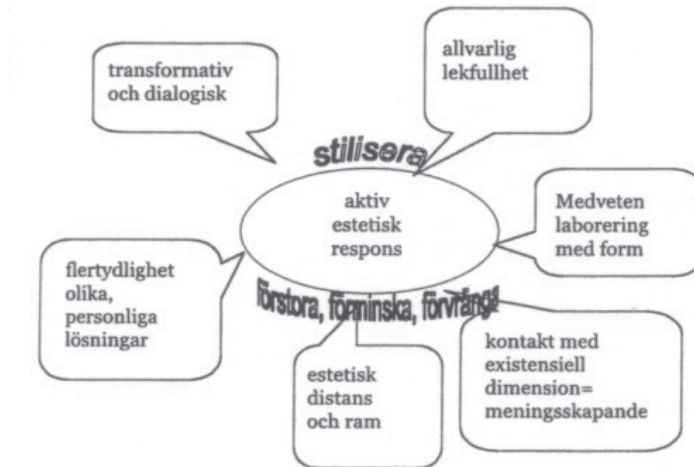 transformativ
och dialogisk
allvarlig
lekfullhet
stilisera
aktiv
estetisk
respons
Medveten
laborering
med form
flertydlighet
olika,
personliga
lösningar
förstora, förminska, förvränga
estetisk
distans
och ram
kontakt med
existensiell
dimension=
meningsskapande